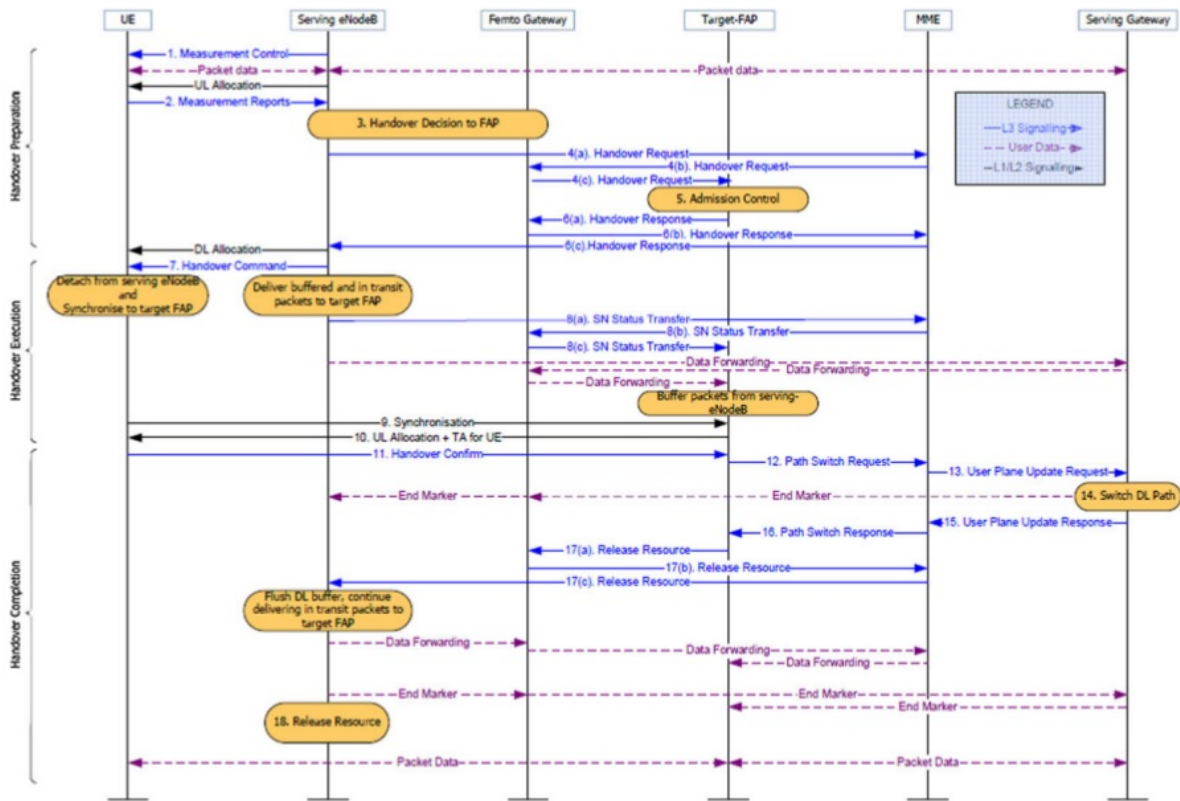 UE
Serving eNodeB
Femto Gateway
Target-FAP
MME
Serving Gateway
Handover Preparation
1. Measurement Control
Packet data
Packet data
UL Allocation
2. Measurement Reports
3. Handover Decision to FAP
LEGEND
L3 Signalling
User Data
L1/L2 Signalling
4(a). Handover Request
4(b). Handover Request
4(c). Handover Request
5. Admission Control
6(a). Handover Response
6(b). Handover Response
6(c).Handover Response
DL Allocation
Handover Execution
7. Handover Command
Detach from serving eNodeB
and
Synchronise to target FAP
Deliver buffered and in transit
packets to target FAP
8(a). SN Status Transfer
8(b). SN Status Transfer
8(c). SN Status Transfer
Data Forwarding
Data Forwarding
Data Forwarding
Buffer packets from serving-
eNodeB
9. Synchronisation
10. UL Allocation + TA for UE
Handover Completion
11. Handover Confirm
12. Path Switch Request
13. User Plane Update Request
End Marker
End Marker
14. Switch DL Path
15. User Plane Update Response
16. Path Switch Response
17(a). Release Resource
17(b). Release Resource
17(c). Release Resource
Flush DL buffer, continue
delivering in transit packets to
target FAP
Data Forwarding
Data Forwarding
Data Forwarding
End Marker
End Marker
End Marker
18. Release Resource
Packet Data
Packet Data